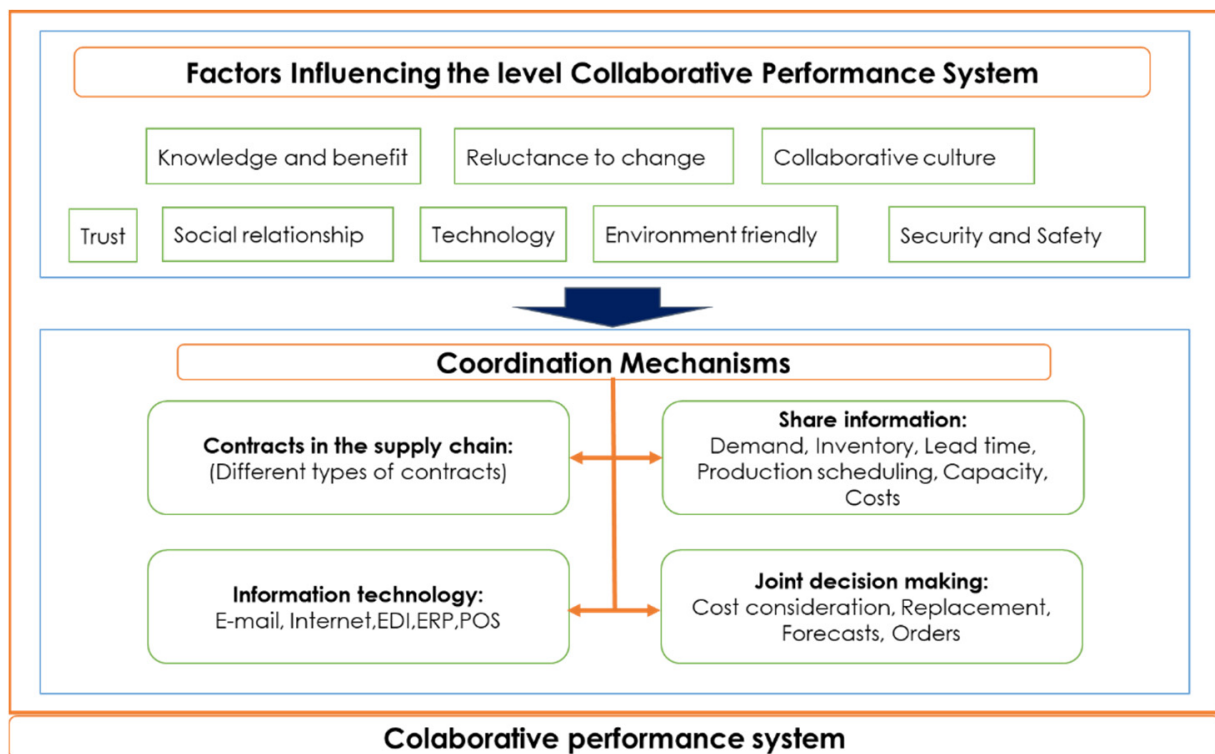 Factors Influencing the level Collaborative Performance System
Knowledge and benefit
Reluctance to change
Collaborative culture
Trust
Social relationship
Technology
Environment friendly
Security and Safety
Coordination Mechanisms
Contracts in the supply chain:
(Different types of contracts)
Share information:
Demand, Inventory, Lead time,
Production scheduling, Capacity,
Costs
Information technology:
E-mail, Internet,EDI,ERP,POS
Joint decision making:
Cost consideration, Replacement,
Forecasts, Orders
Colaborative performance system